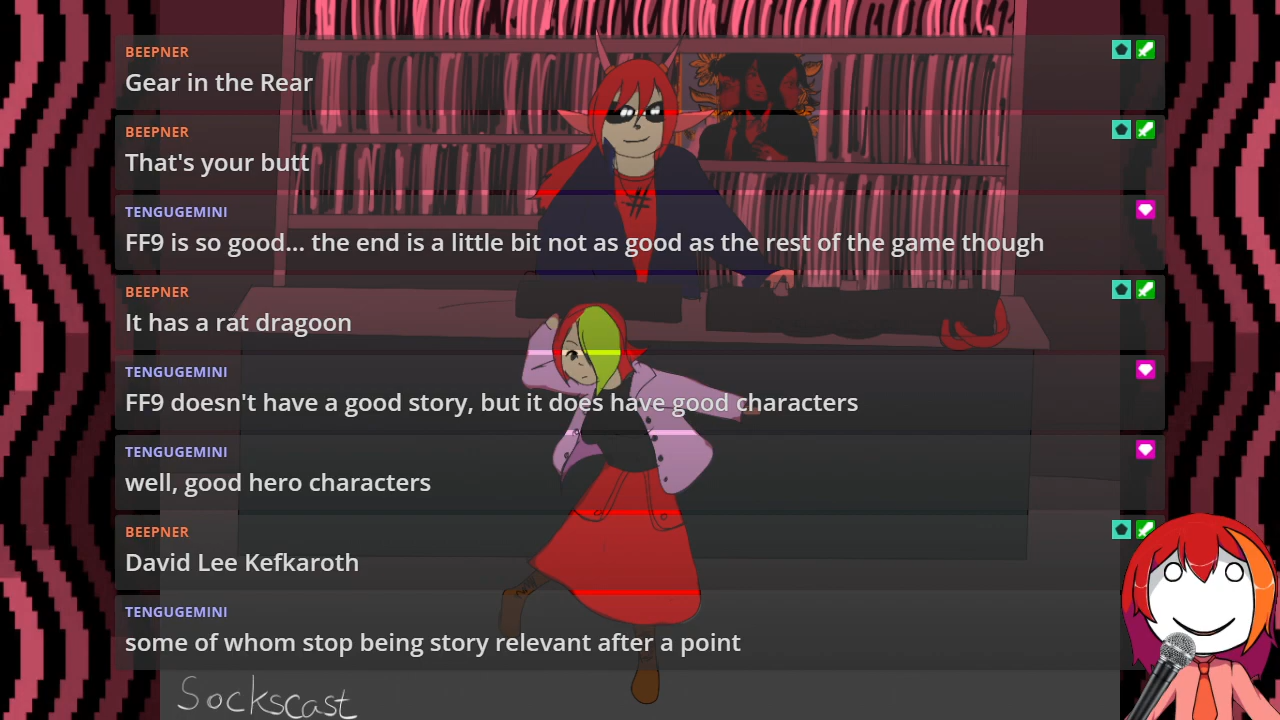 BEEPNER
Gear in the Rear
BEEPNER
That's your butt
TENGUGEMINI
FF9 is so good... the end is a little bit not as good as the rest of the game though
BEEPNER
It has a rat dragoon
TENGUGEMINI
FF9 doesn't have a good story, but it does have good characters
TENGUGEMINI
well, good hero characters
BEEPNER
David Lee Kefkaroth
TENGUGEMINI
some of whom stop being story relevant after a point
Sockscast